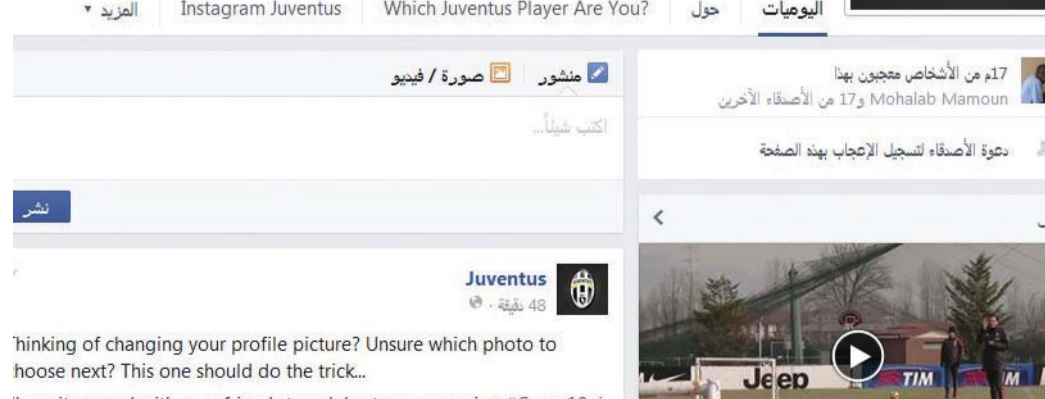 اليوميات حول Which Juventus Player Are You? Instagram Juventus المزيد
17م من الأشخاص معجبون بهذا
Mohalab Mamoun و17 من الأصدقاء الآخرين
دعوة الأصدقاء لتسجيل الإعجاب بهذه الصفحة
منشور صورة / فيديو
اكتب شيئاً...
نشر
Juventus
48 دقيقة ·
Thinking of changing your profile picture? Unsure which photo to
choose next? This one should do the trick...
Jeep
TIM